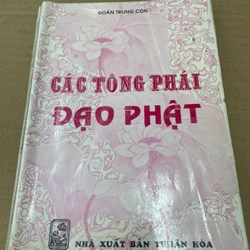 ĐOÀN TRUNG CÒN
CÁC TÔNG PHÁI
ĐẠO PHẬT
NHÀ XUẤT BẢN THUẬN HÓA